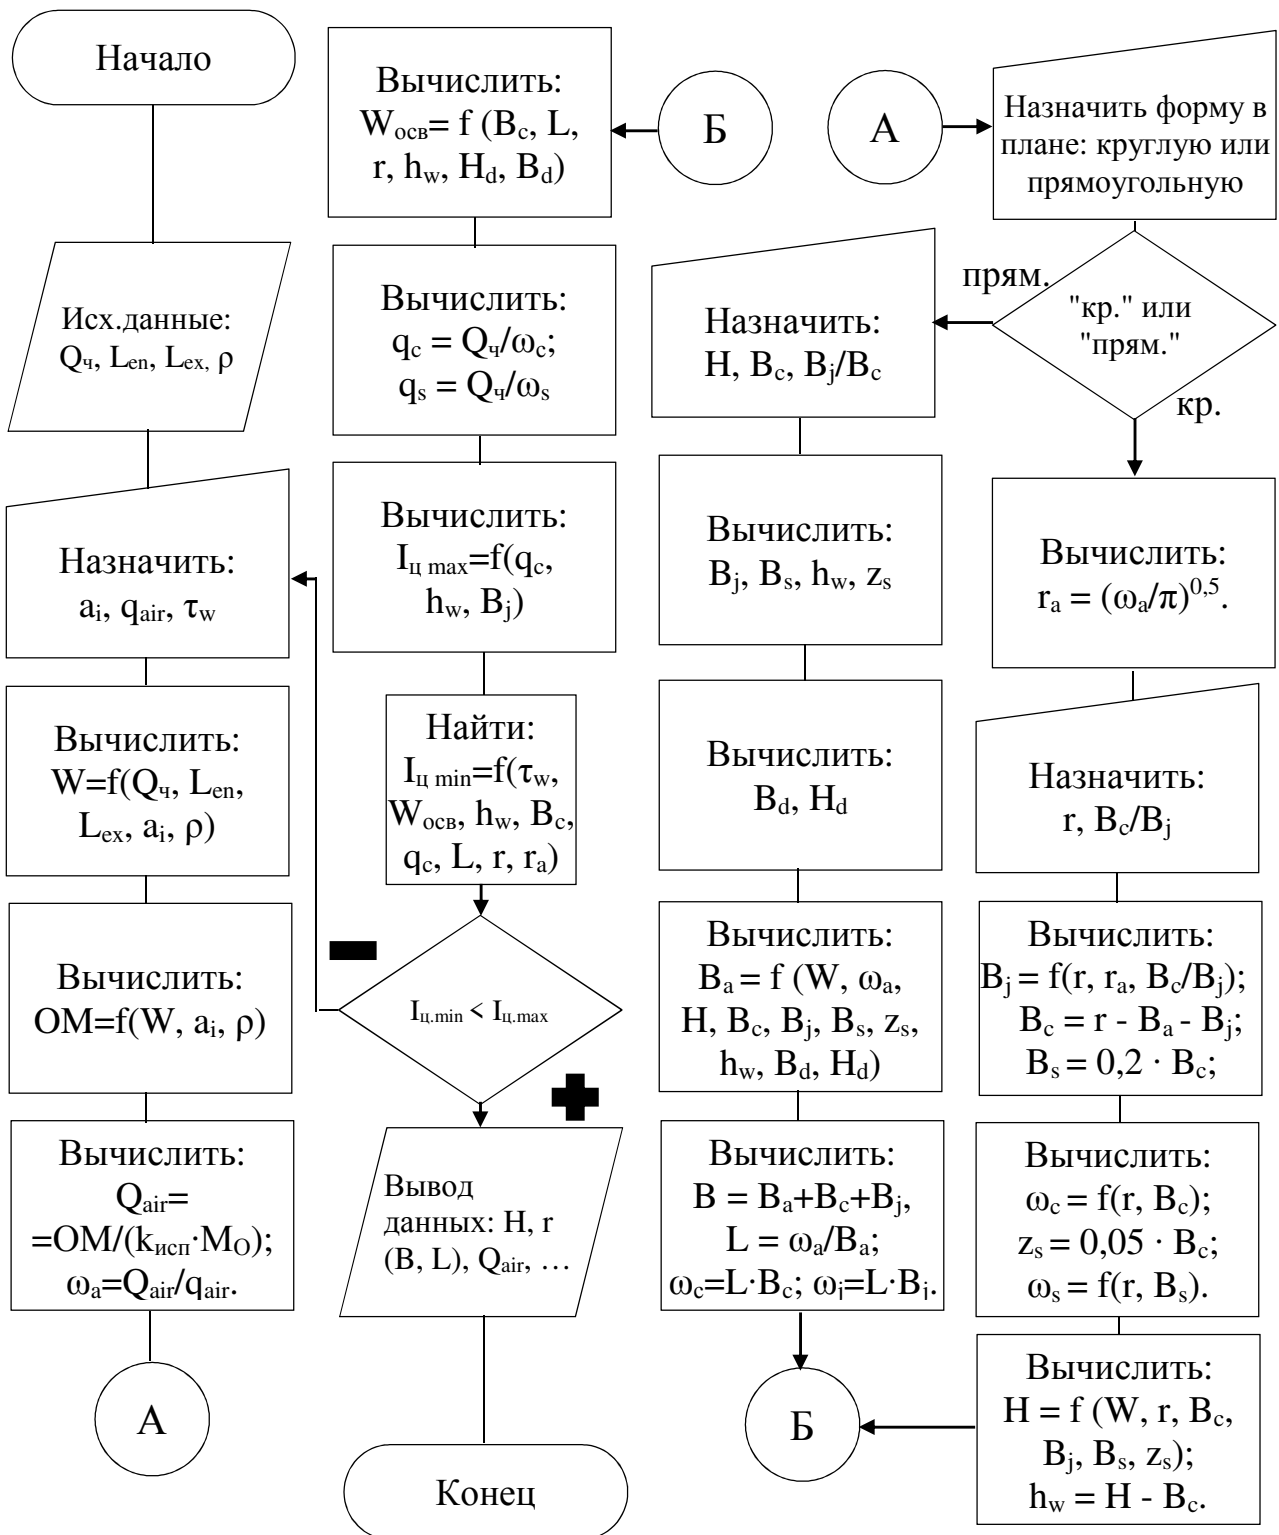 Начало
Исх.данные:
Qч, Len, Lex, ρ
Назначить:
ai, qair, τw
Вычислить:
W=f(Qч, Len,
Lex, ai, ρ)
Вычислить:
OM=f(W, ai, ρ)
Вычислить:
Qair=
=OM/(kисп·MO);
ωa=Qair/qair.
А
А
Назначить форму в
плане: круглую или
прямоугольную
"кр." или
"прям."
прям.
кр.
Назначить:
H, Bc, Bj/Bc
Вычислить:
Bj, Bs, hw, zs
Вычислить:
Bd, Hd
Вычислить:
Ba = f (W, ωa,
H, Bc, Bj, Bs, zs,
hw, Bd, Hd)
Вычислить:
B = Ba+Bc+Bj,
L = ωa/Ba;
ωc=L·Bc; ωj=L·Bj.
Б
Вычислить:
ra = (ωa/π)0,5.
Назначить:
r, Bc/Bj
Вычислить:
Bj = f(r, ra, Bc/Bj);
Bc = r - Ba - Bj;
Bs = 0,2 · Bc;
Вычислить:
ωc = f(r, Bc);
zs = 0,05 · Bc;
ωs = f(r, Bs).
Вычислить:
H = f (W, r, Bc,
Bj, Bs, zs);
hw = H - Bc.
Б
Вычислить:
Wосв= f (Bc, L,
r, hw, Hd, Bd)
Вычислить:
qc = Qч/ωc;
qs = Qч/ωs
Вычислить:
Iц max=f(qc,
hw, Bj)
Найти:
Iц min=f(τw,
Wосв, hw, Bc,
qc, L, r, ra)
Iц.min < Iц.max
Вывод
данных: H, r
(B, L), Qair, …
Конец